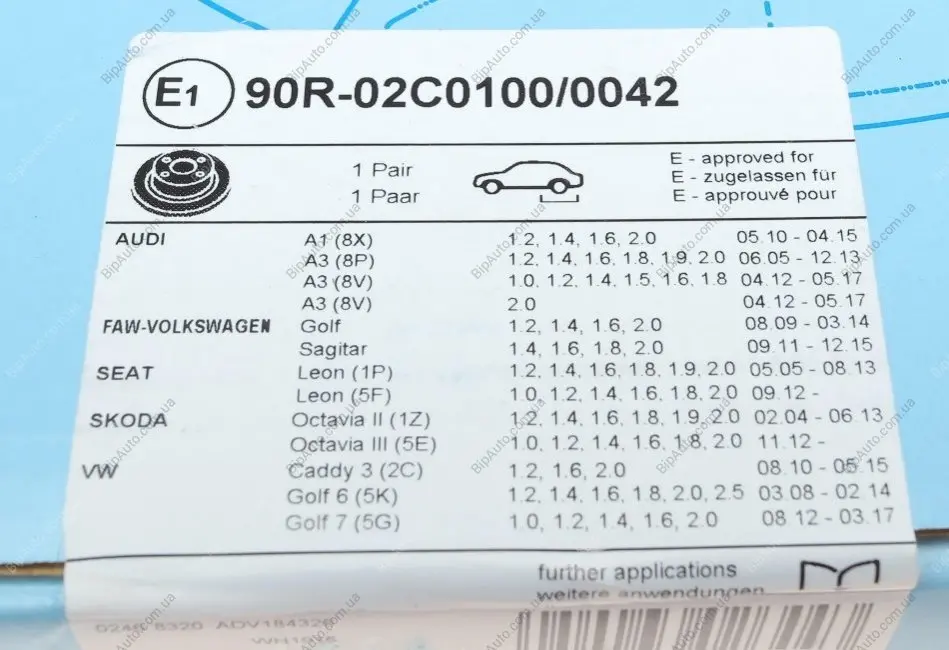 E1 90R-02C0100/0042
1 Pair
1 Paar
E - approved for
E - zugelassen für
E - approuvé pour
AUDI A1 (8X) 1.2, 1.4, 1.6, 2.0 05.10 - 04.15
A3 (8P) 1.2, 1.4, 1.6, 1.8, 1.9, 2.0 06.05 - 12.13
A3 (8V) 1.0, 1.2, 1.4, 1.5, 1.6, 1.8 04.12 - 05.17
A3 (8V) 2.0 04.12 - 05.17
FAW-VOLKSWAGEN Golf 1.2, 1.4, 1.6, 2.0 08.09 - 03.14
Sagitar 1.4, 1.6, 1.8, 2.0 09.11 - 12.15
SEAT Leon (1P) 1.2, 1.4, 1.6, 1.8, 1.9, 2.0 05.05 - 08.13
Leon (5F) 1.0, 1.2, 1.4, 1.6, 1.8, 2.0 09.12 -
SKODA Octavia II (1Z) 1.2, 1.4, 1.6, 1.8, 1.9, 2.0 02.04 - 06.13
Octavia III (5E) 1.0, 1.2, 1.4, 1.6, 1.8, 2.0 11.12 -
VW Caddy 3 (2C) 1.2, 1.6, 2.0 08.10 - 05.15
Golf 6 (5K) 1.2, 1.4, 1.6, 1.8, 2.0, 2.5 03.08 - 02.14
Golf 7 (5G) 1.0, 1.2, 1.4, 1.6, 2.0 08 12 - 03.17
further applications
weitere anwendungen
BipAuto.com.ua